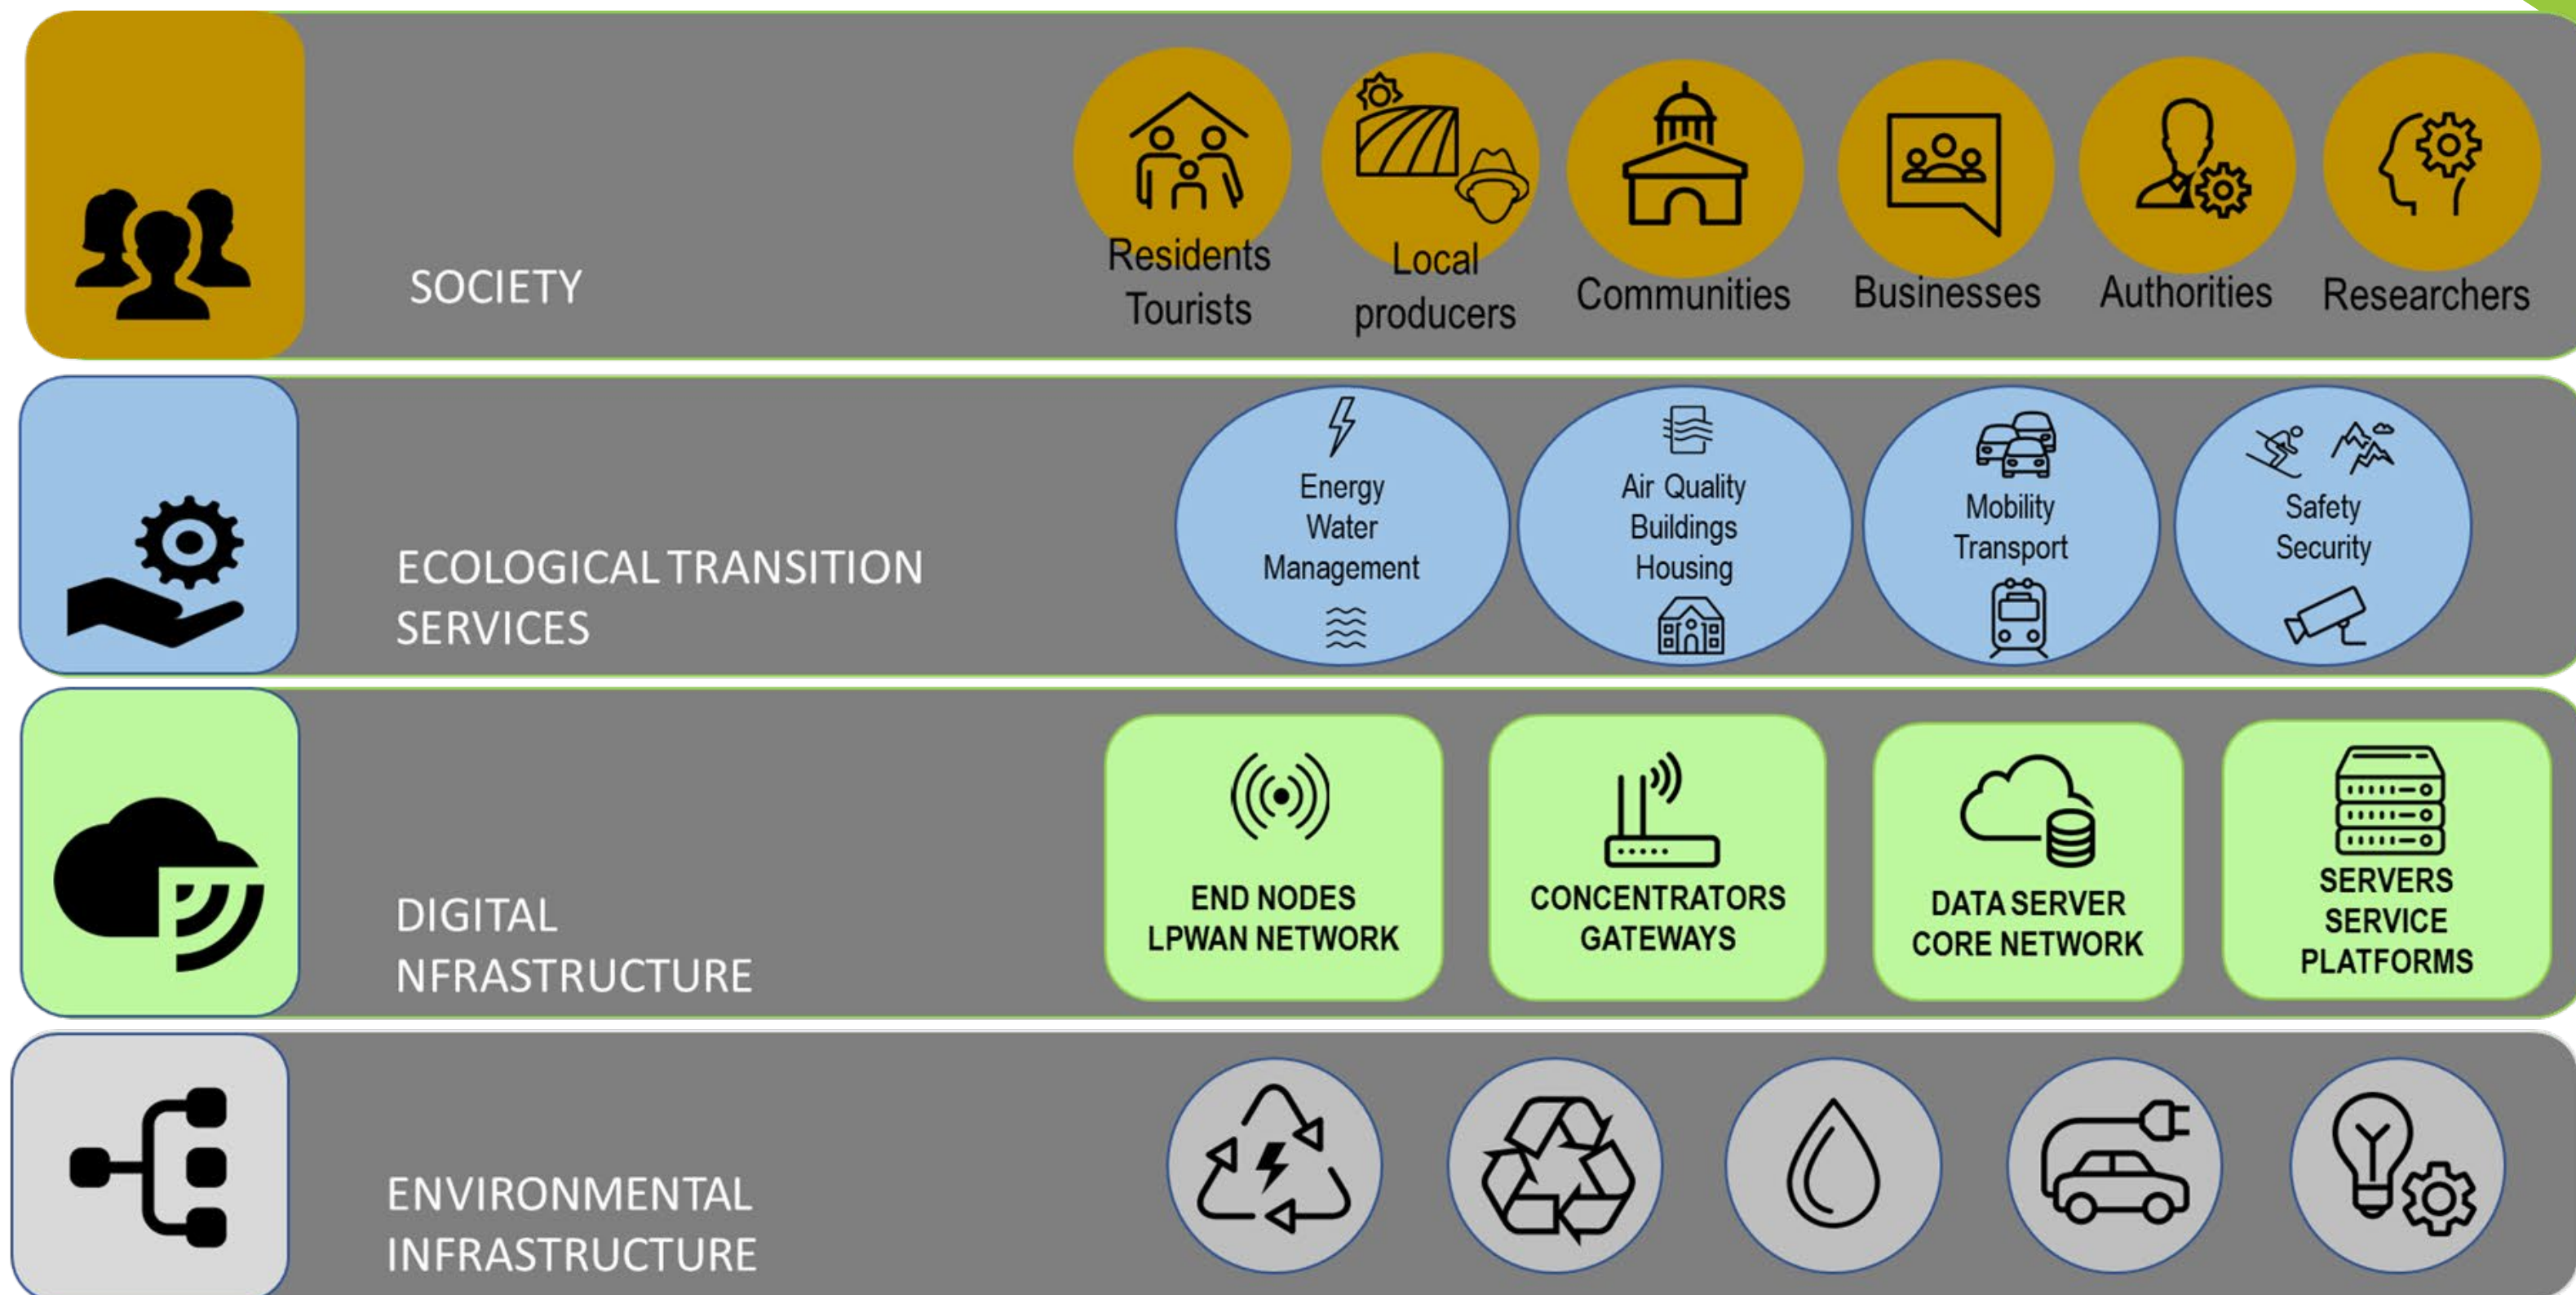 SOCIETY
Residents
Tourists
Local
producers
Communities
Businesses
Authorities
Researchers
ECOLOGICAL TRANSITION
SERVICES
Energy
Water
Management
Air Quality
Buildings
Housing
Mobility
Transport
Safety
Security
DIGITAL
NFRASTRUCTURE
END NODES
LPWAN NETWORK
CONCENTRATORS
GATEWAYS
DATA SERVER
CORE NETWORK
SERVERS
SERVICE
PLATFORMS
ENVIRONMENTAL
INFRASTRUCTURE